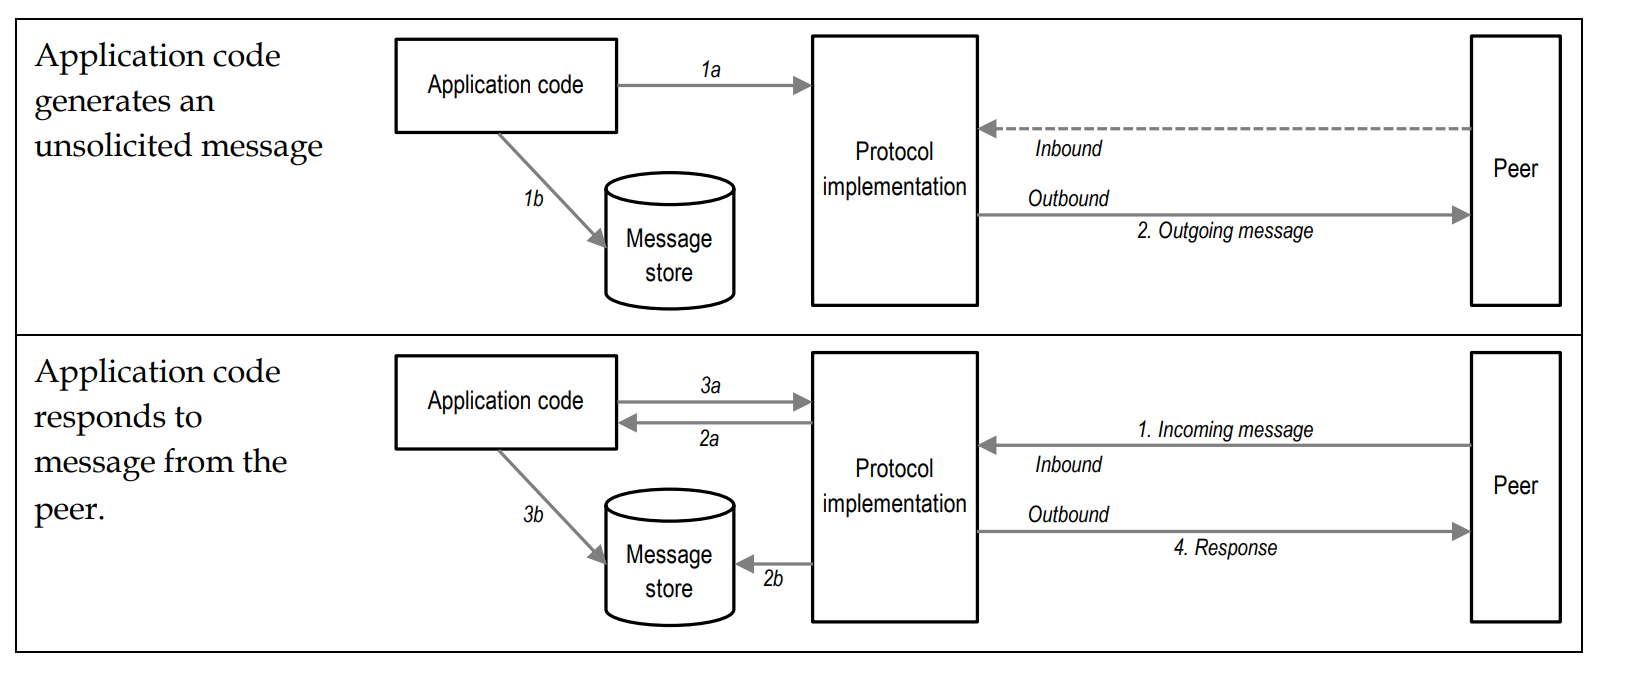 Application code
generates an
unsolicited message
Application code
1a
1b
Message
store
Protocol
implementation
Inbound
Outbound
2. Outgoing message
Peer
Application code
responds to
message from the
peer.
Application code
3a
2a
3b
Message
store
2b
Protocol
implementation
1. Incoming message
Inbound
Outbound
4. Response
Peer